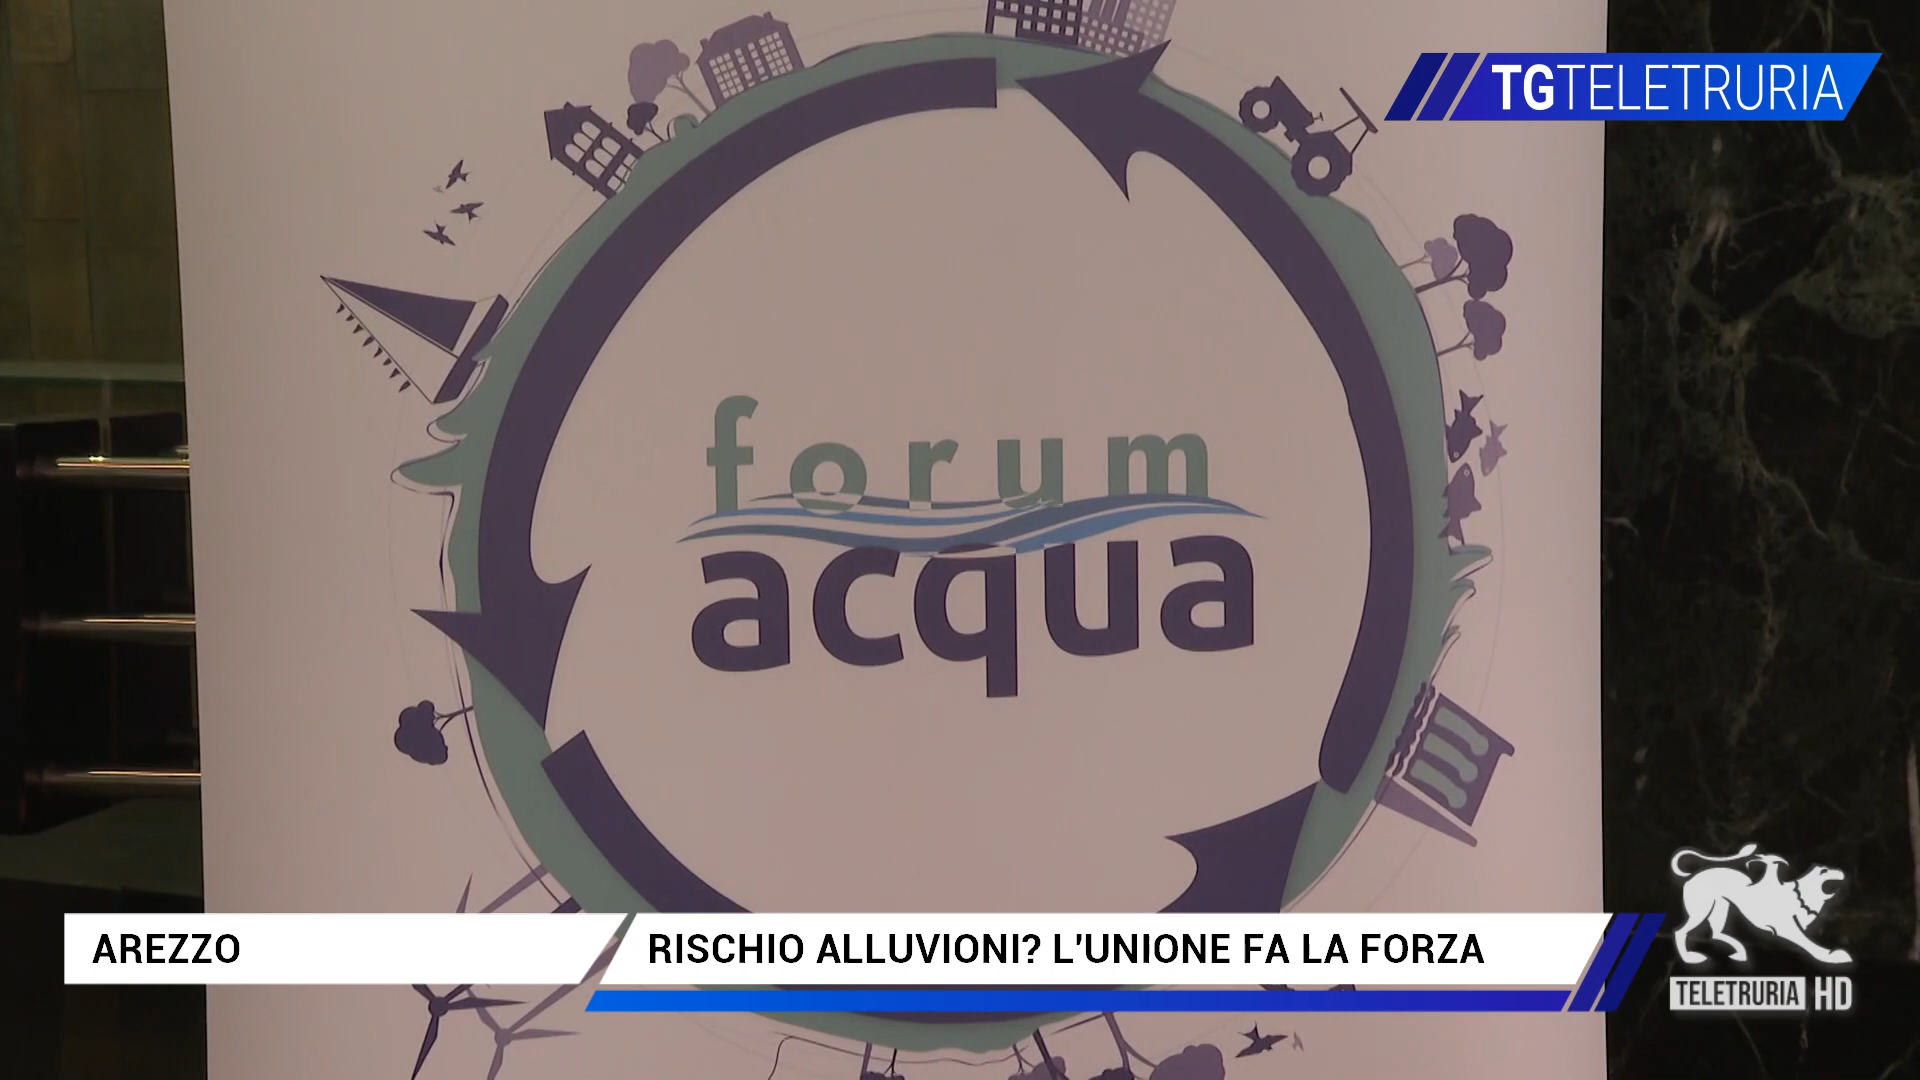 TGTELETRURIA
forum
acqua
AREZZO
RISCHIO ALLUVIONI? L'UNIONE FA LA FORZA
TELETRURIA HD